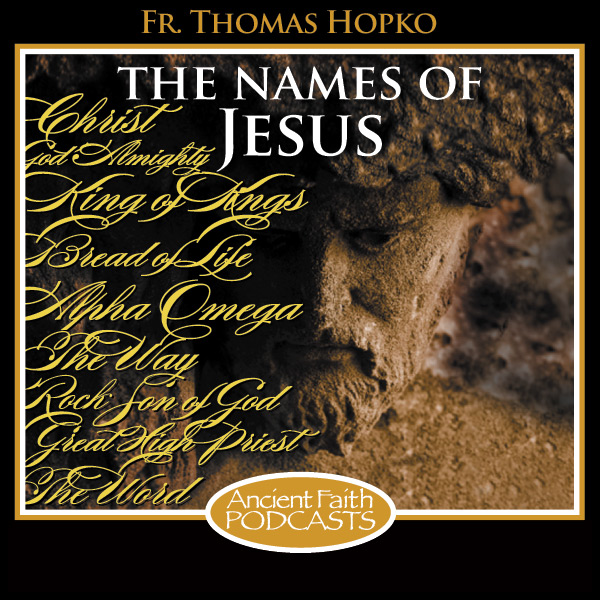 FR. THOMAS HOPKO
THE NAMES OF
JESUS
Christ
God Almighty
King of Kings
Bread of Life
Alpha Omega
The Way
Rock Son of God
Great High Priest
The Word
Ancient Faith
PODCASTS